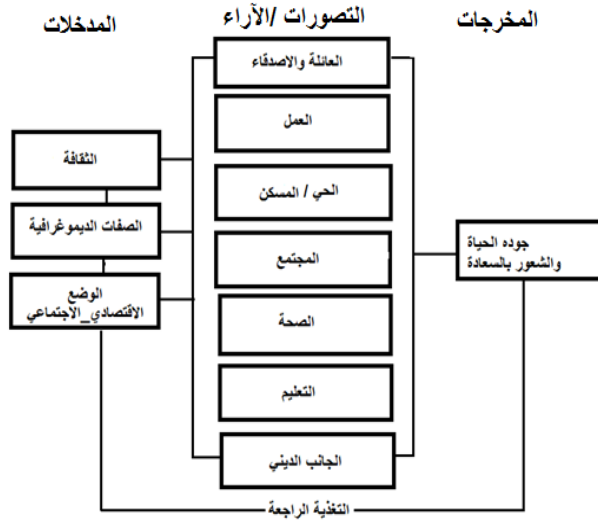 المدخلات
التصورات /الآراء
المخرجات
العائلة والاصدقاء
العمل
الحي / المسكن
المجتمع
الصحة
التعليم
الجانب الديني
الثقافة
الصفات الديموغرافية
الوضع
الاقتصادي_الاجتماعي
جوده الحياة
والشعور بالسعادة
التغذية الراجعة